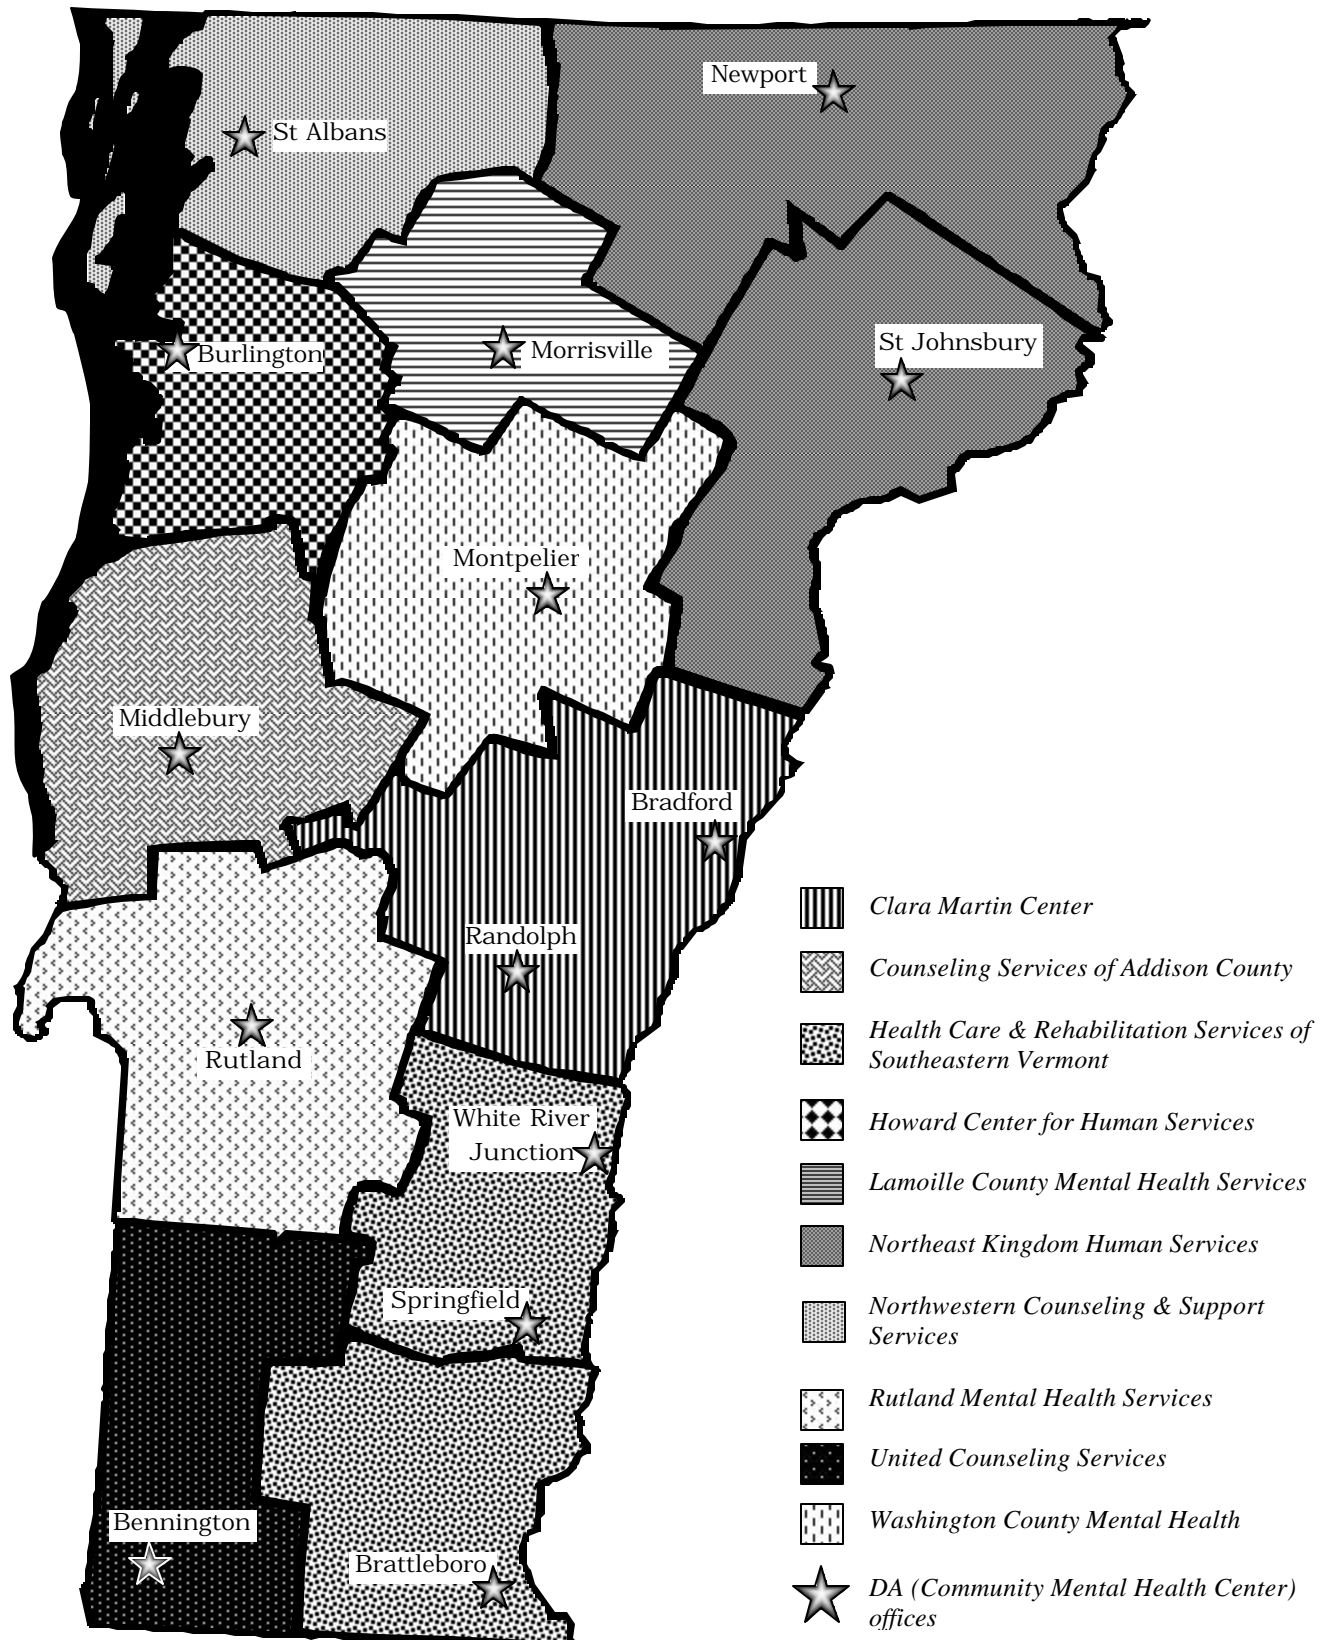 Newport
St Albans
St Johnsbury
Burlington
Morrisville
Montpelier
Middlebury
Bradford
Randolph
Rutland
White River
Junction
Springfield
Bennington
Brattleboro
Clara Martin Center
Counseling Services of Addison County
Health Care & Rehabilitation Services of
Southeastern Vermont
Howard Center for Human Services
Lamoille County Mental Health Services
Northeast Kingdom Human Services
Northwestern Counseling & Support
Services
Rutland Mental Health Services
United Counseling Services
Washington County Mental Health
DA (Community Mental Health Center)
offices